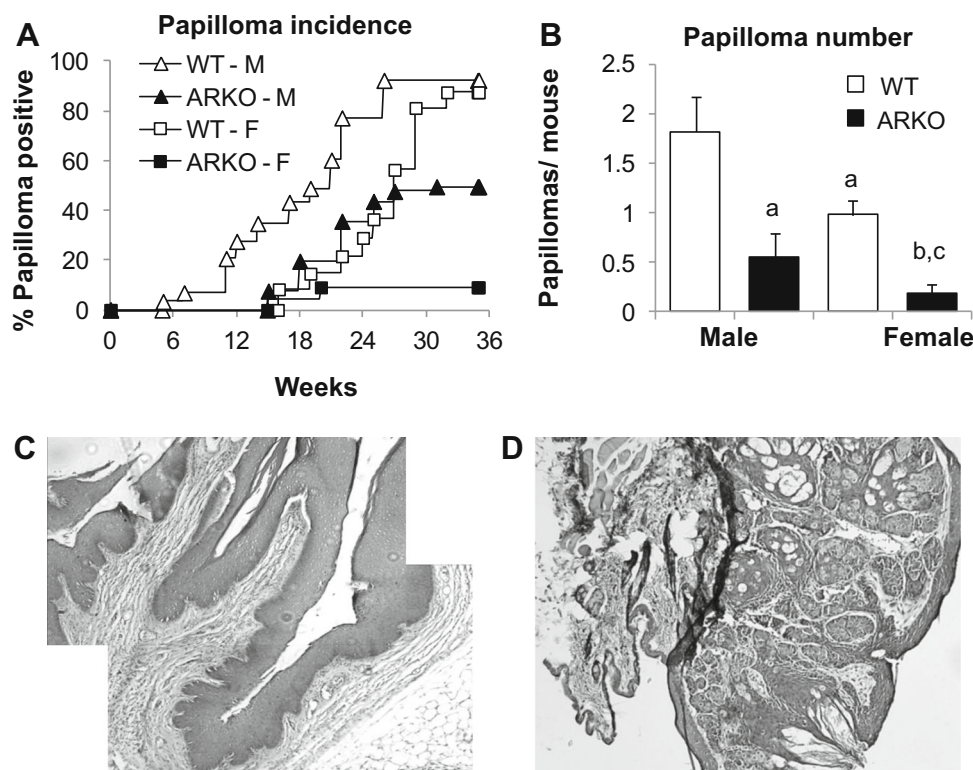 A
Papilloma incidence
% Papilloma positive
100
80
60
40
20
0
WT - M
ARKO - M
WT - F
ARKO - F
0 6 12 18 24 30 36
Weeks
B
Papilloma number
Papillomas/ mouse
2.5
2
1.5
1
0.5
0
WT
ARKO
a
a
b,c
Male Female
C
D